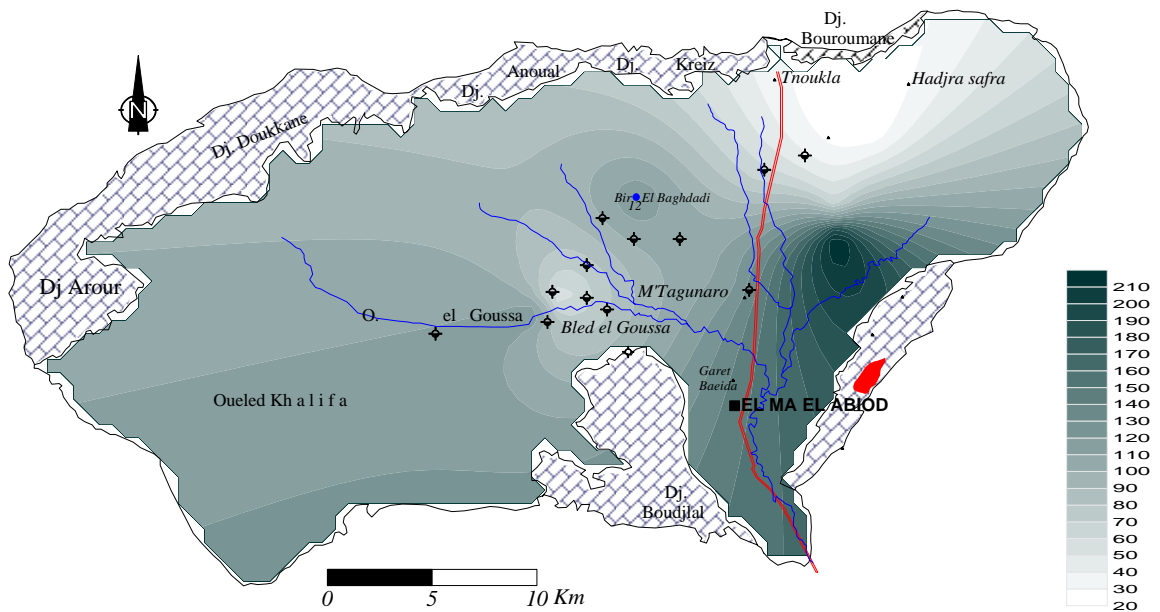 Dj.
Bouroumane
Anoual
Dj.
Kreiz
Dj.
Tnoukla
Hadjra safra
N
Dj. Doukkane
Bir El Baghdadi
12
Dj Arour
M'Tagunaro
O.
el Goussa
Bled el Goussa
Garet
Baeida
Oueled Kh a l i f a
EL MA EL ABIOD
Dj.
Boudjlal
0
5
10 Km
210
200
190
180
170
160
150
140
130
120
110
100
90
80
70
60
50
40
30
20